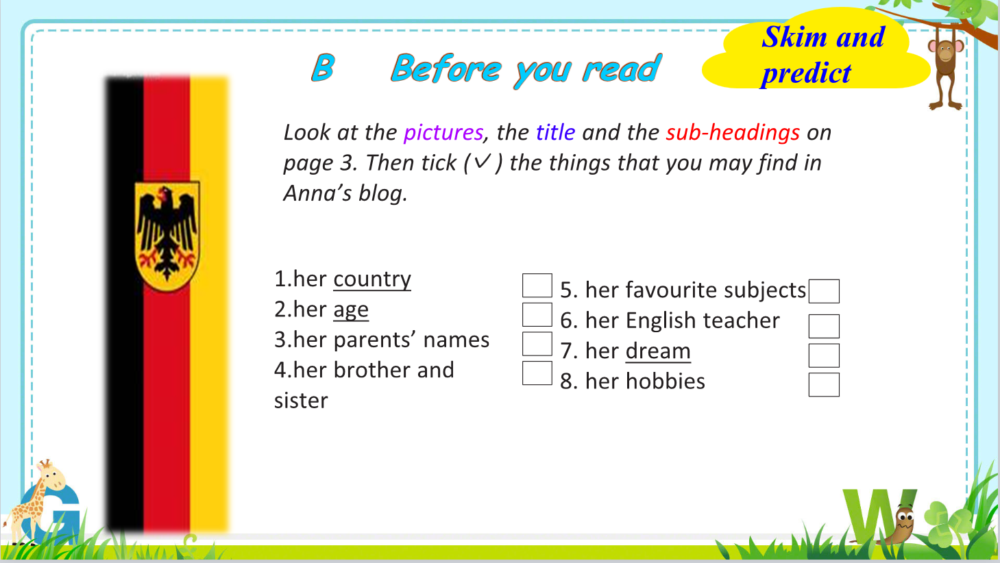 Skim and
predict
B Before you read
Look at the pictures, the title and the sub-headings on
page 3. Then tick (✓) the things that you may find in
Anna’s blog.
1.her country
2.her age
3.her parents’ names
4.her brother and
sister
5. her favourite subjects
6. her English teacher
7. her dream
8. her hobbies
G
W